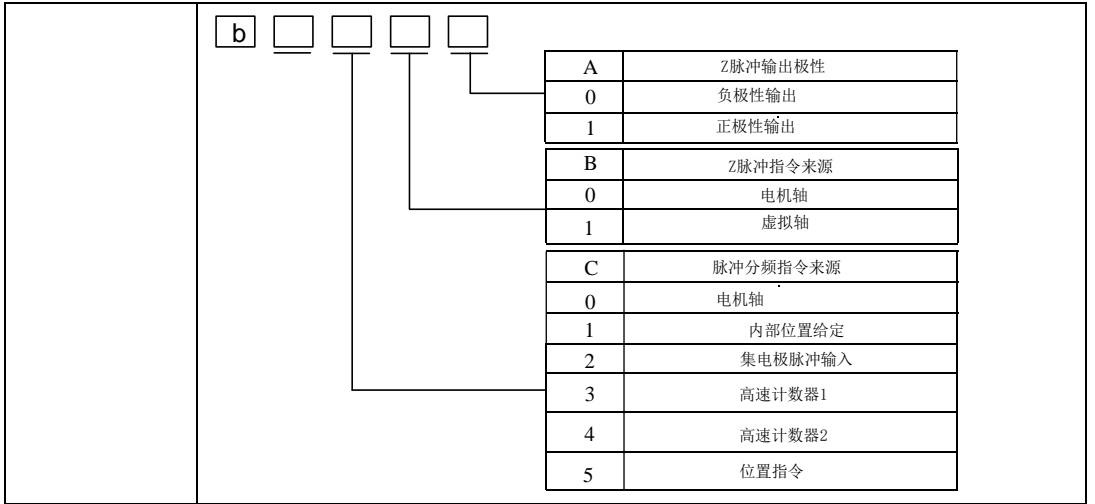 b
A Z脉冲输出极性
0 负极性输出
1 正极性输出
B Z脉冲指令来源
0 电机轴
1 虚拟轴
C 脉冲分频指令来源
0 电机轴
1 内部位置给定
2 集电极脉冲输入
3 高速计数器1
4 高速计数器2
5 位置指令